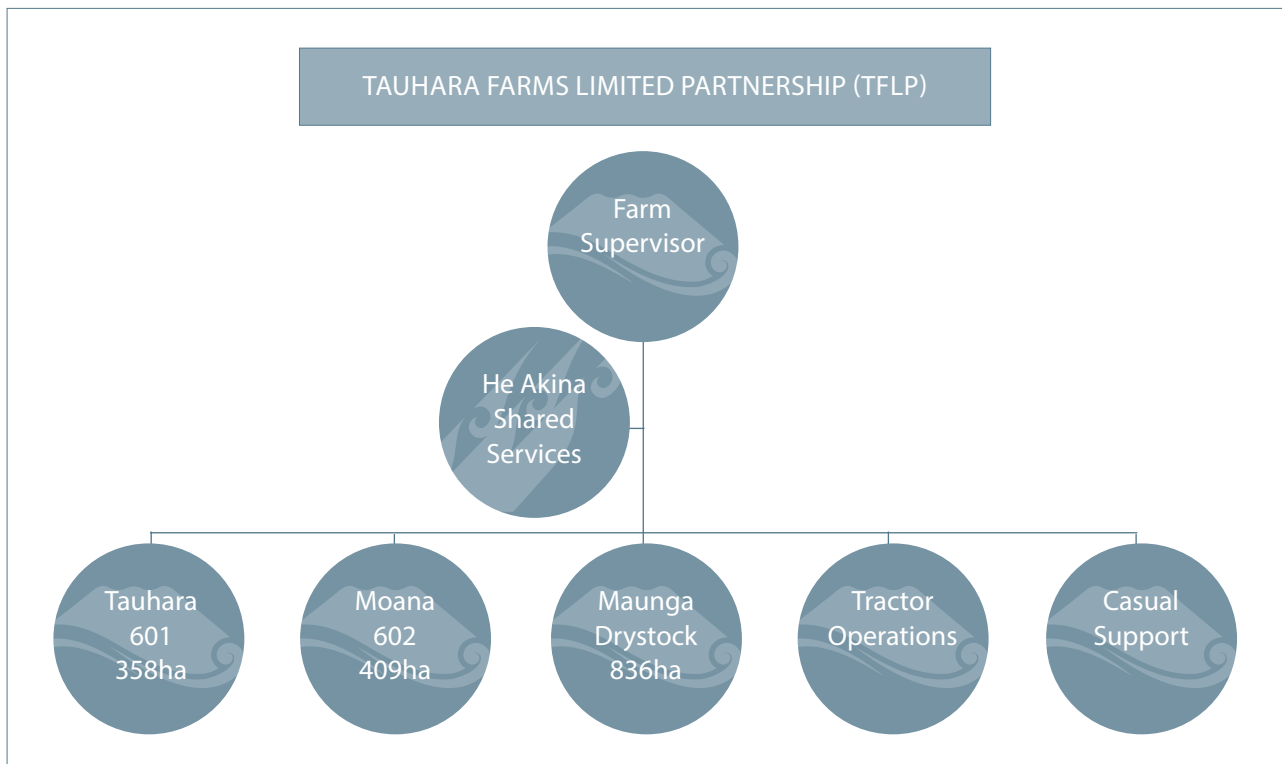 TAUHARA FARMS LIMITED PARTNERSHIP (TFLP)
Farm
Supervisor
He Akina
Shared
Services
Tauhara
601
358ha
Moana
602
409ha
Maunga
Drystock
836ha
Tractor
Operations
Casual
Support